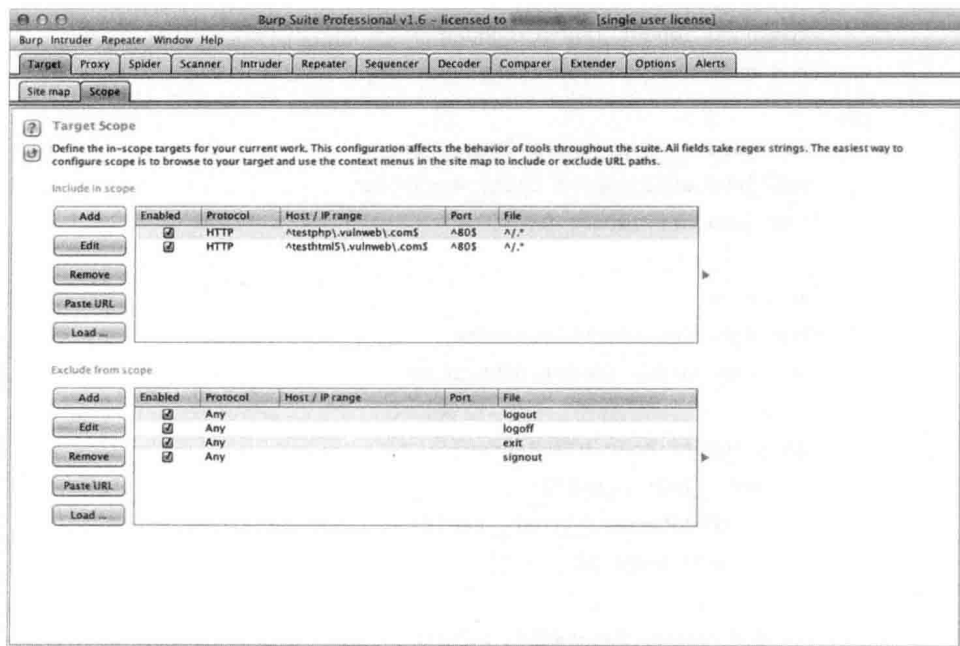 Burp Suite Professional v1.6 - licensed to [single user license]
Burp Intruder Repeater Window Help
Target Proxy Spider Scanner Intruder Repeater Sequencer Decoder Comparer Extender Options Alerts
Site map Scope
? Target Scope
Define the in-scope targets for your current work. This configuration affects the behavior of tools throughout the suite. All fields take regex strings. The easiest way to
configure scope is to browse to your target and use the context menus in the site map to include or exclude URL paths.
Include in scope
Add Enabled Protocol Host / IP range Port File
HTTP ^testphp\.vulnweb\.com$ ^80$ ^/.*
Edit HTTP ^testhtml5\.vulnweb\.com$ ^80$ ^/.*
Remove
Paste URL
Load ...
Exclude from scope
Add Enabled Protocol Host / IP range Port File
Any logout
Edit Any logoff
Any exit
Remove Any signout
Paste URL
Load ...